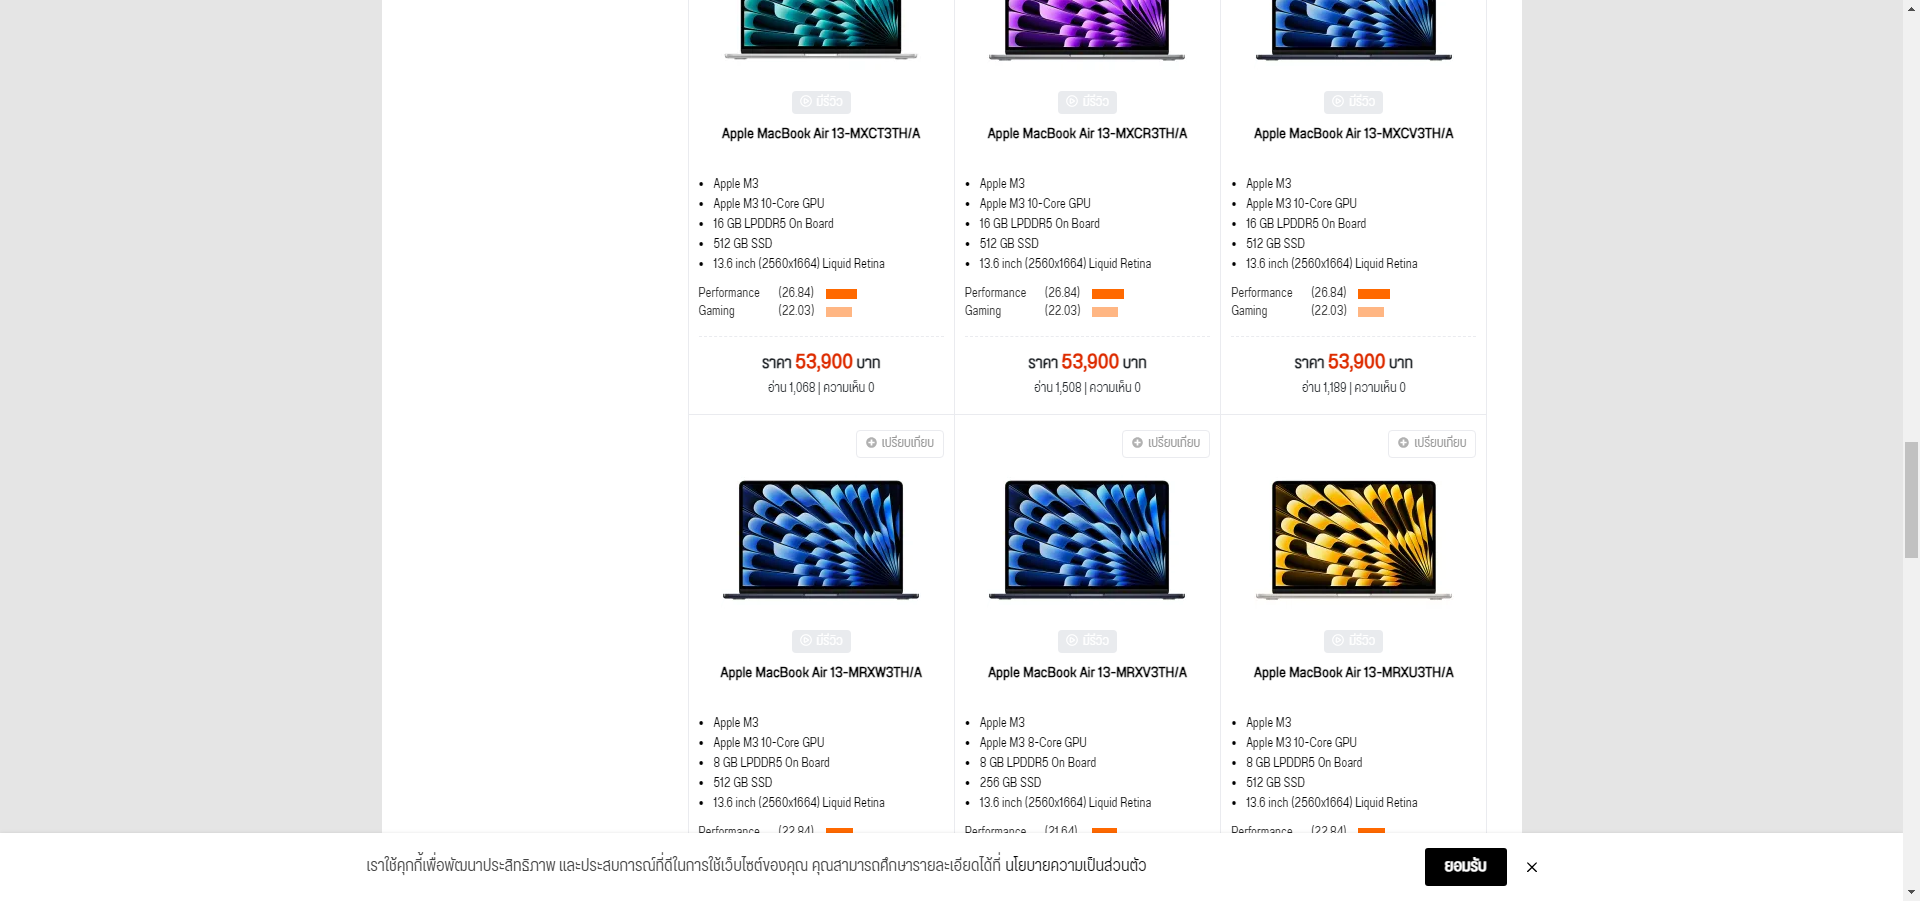 มีรีวิว
Apple MacBook Air 13-MXCT3TH/A
Apple M3
Apple M3 10-Core GPU
16 GB LPDDR5 On Board
512 GB SSD
13.6 inch (2560x1664) Liquid Retina
Performance (26.84)
Gaming (22.03)
ราคา 53,900 บาท
อ่าน 1,068 | ความเห็น 0
มีรีวิว
Apple MacBook Air 13-MXCR3TH/A
Apple M3
Apple M3 10-Core GPU
16 GB LPDDR5 On Board
512 GB SSD
13.6 inch (2560x1664) Liquid Retina
Performance (26.84)
Gaming (22.03)
ราคา 53,900 บาท
อ่าน 1,508 | ความเห็น 0
มีรีวิว
Apple MacBook Air 13-MXCV3TH/A
Apple M3
Apple M3 10-Core GPU
16 GB LPDDR5 On Board
512 GB SSD
13.6 inch (2560x1664) Liquid Retina
Performance (26.84)
Gaming (22.03)
ราคา 53,900 บาท
อ่าน 1,189 | ความเห็น 0
เปรียบเทียบ
มีรีวิว
Apple MacBook Air 13-MRXW3TH/A
Apple M3
Apple M3 10-Core GPU
8 GB LPDDR5 On Board
512 GB SSD
13.6 inch (2560x1664) Liquid Retina
Performance (22.84)
เปรียบเทียบ
มีรีวิว
Apple MacBook Air 13-MRXV3TH/A
Apple M3
Apple M3 8-Core GPU
8 GB LPDDR5 On Board
256 GB SSD
13.6 inch (2560x1664) Liquid Retina
Performance (21.64)
เปรียบเทียบ
มีรีวิว
Apple MacBook Air 13-MRXU3TH/A
Apple M3
Apple M3 10-Core GPU
8 GB LPDDR5 On Board
512 GB SSD
13.6 inch (2560x1664) Liquid Retina
Performance (22.84)
เราใช้คุกกี้เพื่อพัฒนาประสิทธิภาพ และประสบการณ์ที่ดีในการใช้เว็บไซต์ของคุณ คุณสามารถศึกษารายละเอียดได้ที่ นโยบายความเป็นส่วนตัว
ยอมรับ